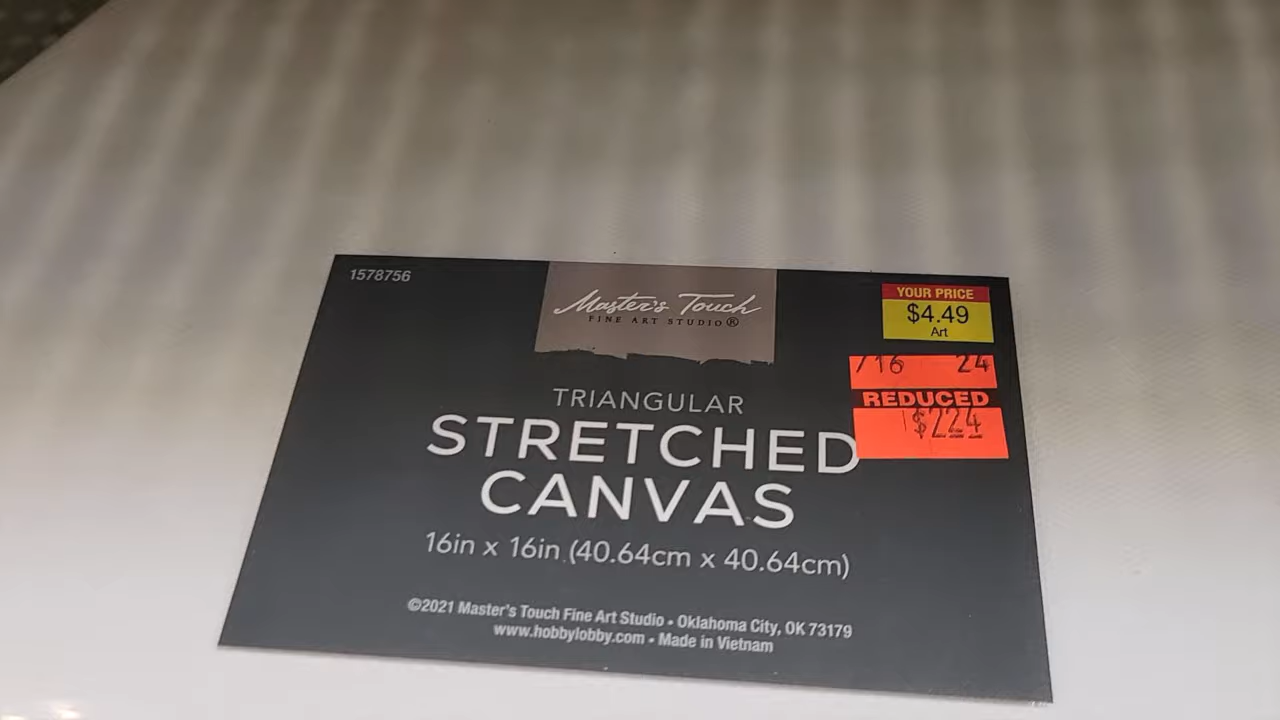 1578756
Master's Touch
FINE ART STUDIO®
YOUR PRICE
$4.49
Art
/16 24
REDUCED
$2.24
TRIANGULAR
STRETCHED
CANVAS
16in x 16in (40.64cm x 40.64cm)
©2021 Master's Touch Fine Art Studio • Oklahoma City, OK 73179
www.hobbylobby.com • Made in Vietnam